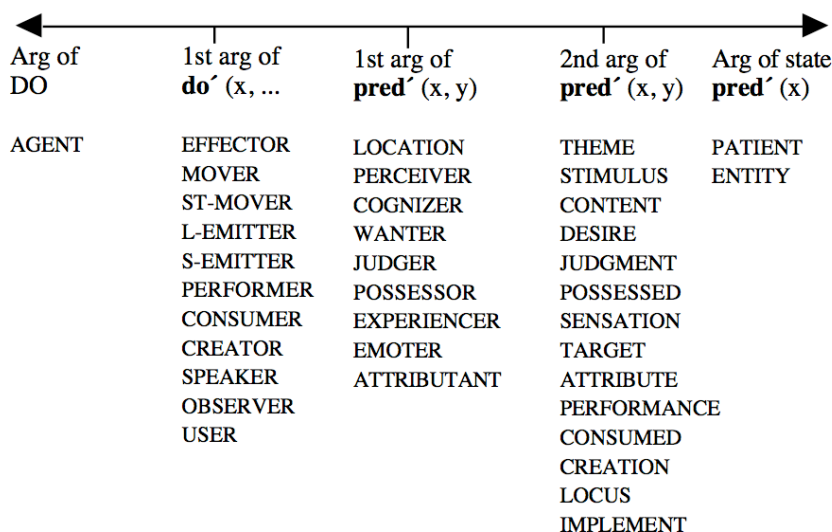 Arg of 1st arg of 1st arg of 2nd arg of Arg of state
DO do´ (x, ... pred´ (x, y) pred´ (x, y) pred´ (x)
AGENT EFFECTOR LOCATION THEME PATIENT
MOVER PERCEIVER STIMULUS ENTITY
ST-MOVER COGNIZER CONTENT
L-EMITTER WANTER DESIRE
S-EMITTER JUDGER JUDGMENT
PERFORMER POSSESSOR POSSESSED
CONSUMER EXPERIENCER SENSATION
CREATOR EMOTER TARGET
SPEAKER ATTRIBUTANT ATTRIBUTE
OBSERVER PERFORMANCE
USER CONSUMED
CREATION
LOCUS
IMPLEMENT